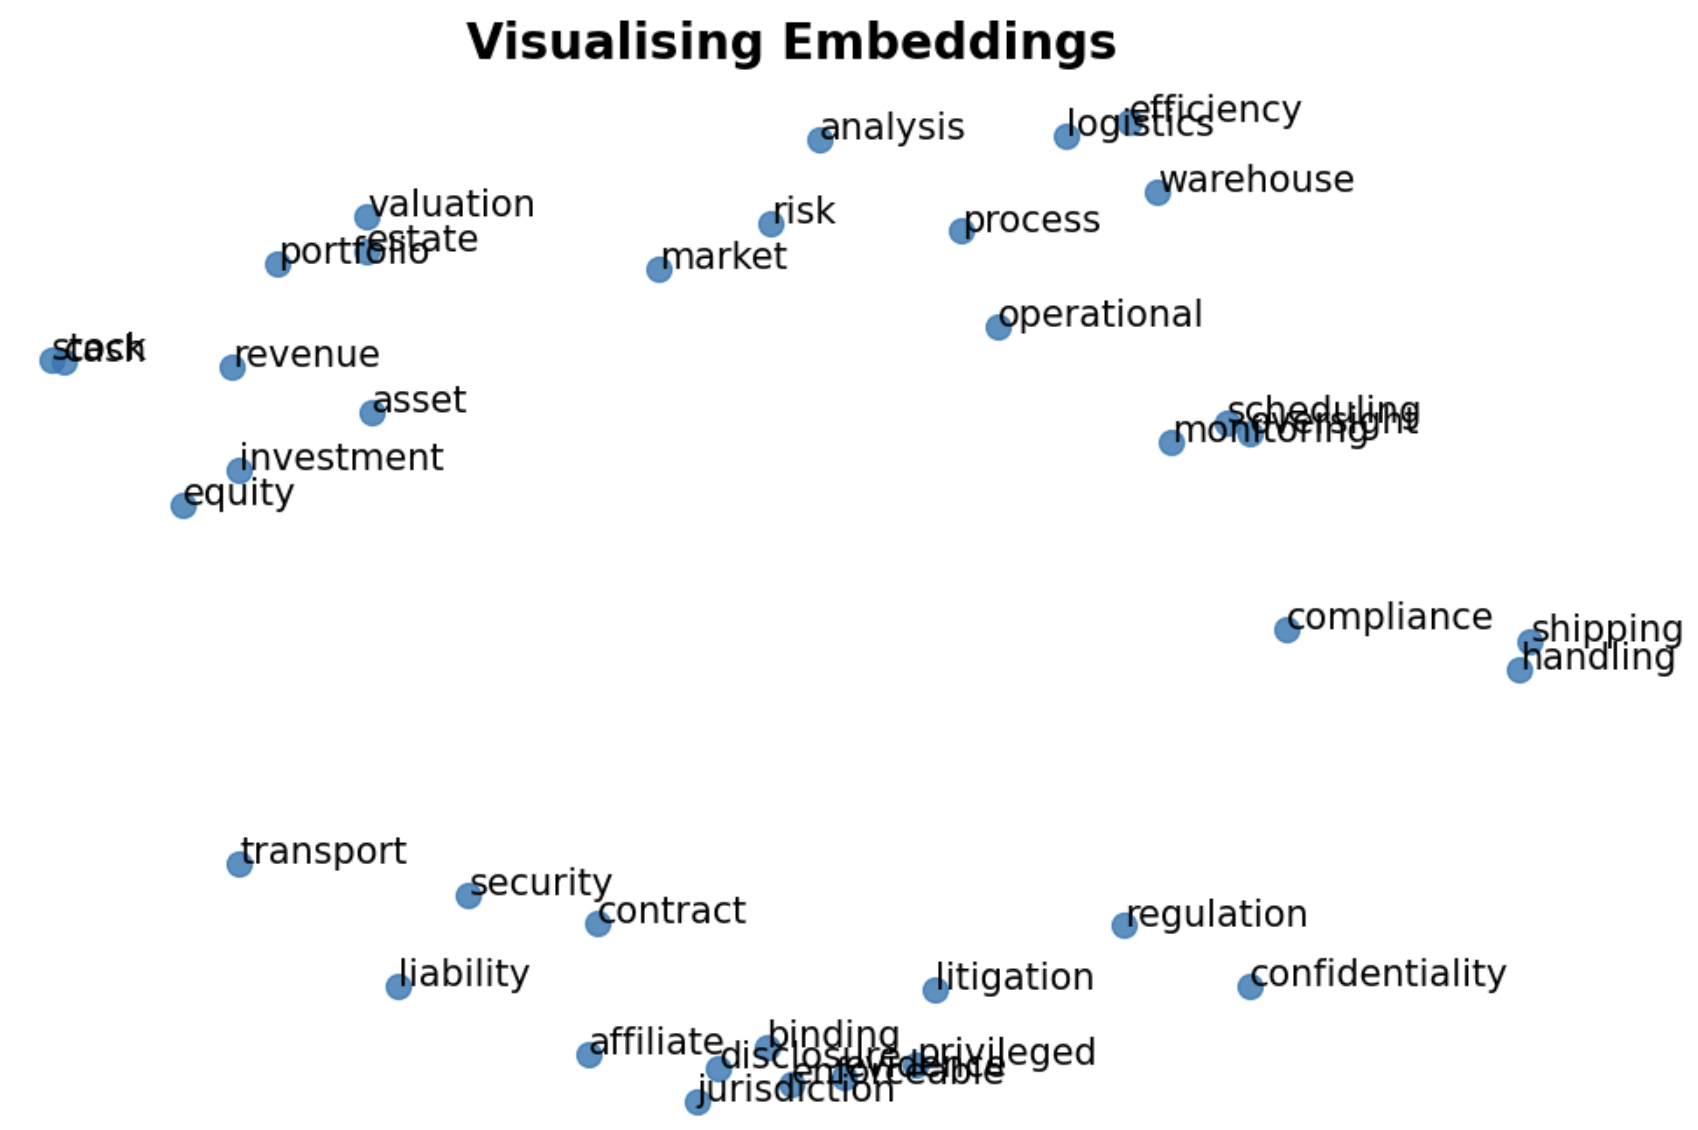 Visualising Embeddings
efficiency
logistics
analysis
warehouse
valuation
risk
process
estate
portfolio
market
operational
stock
cash
revenue
asset
scheduling
oversight
monitoring
investment
equity
compliance
shipping
handling
transport
security
contract
regulation
liability
litigation
confidentiality
binding
affiliate
privileged
disclosure
evidence
enforceable
jurisdiction